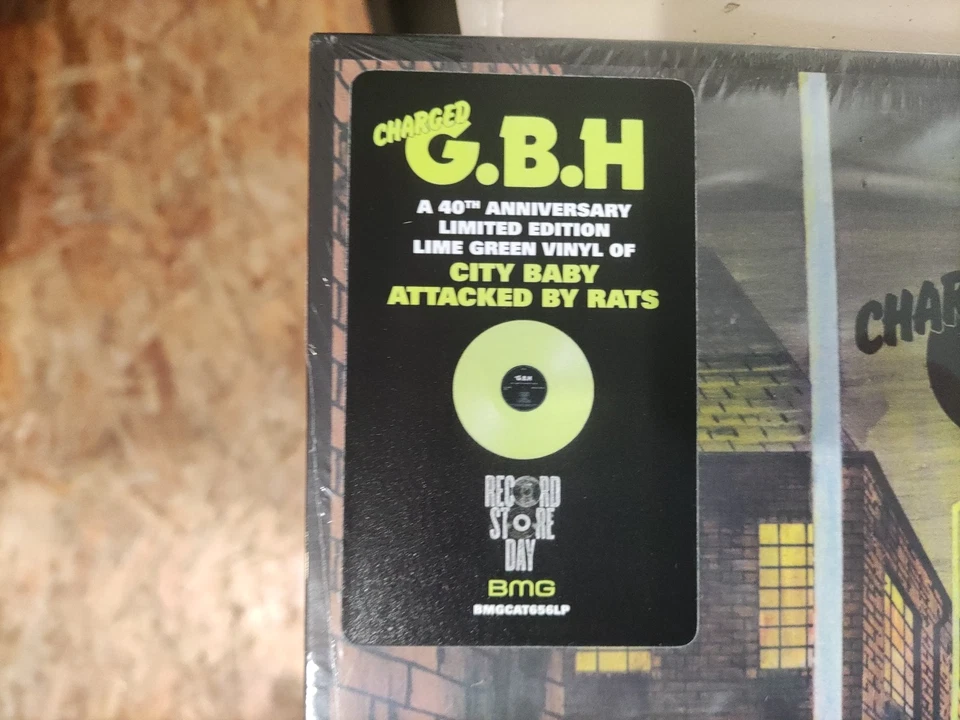 CHARGED
G.B.H
A 40TH ANNIVERSARY
LIMITED EDITION
LIME GREEN VINYL OF
CITY BABY
ATTACKED BY RATS
G.B.H
RECORD
STORE
DAY
BMG
BMGCAT656LP
CHAR